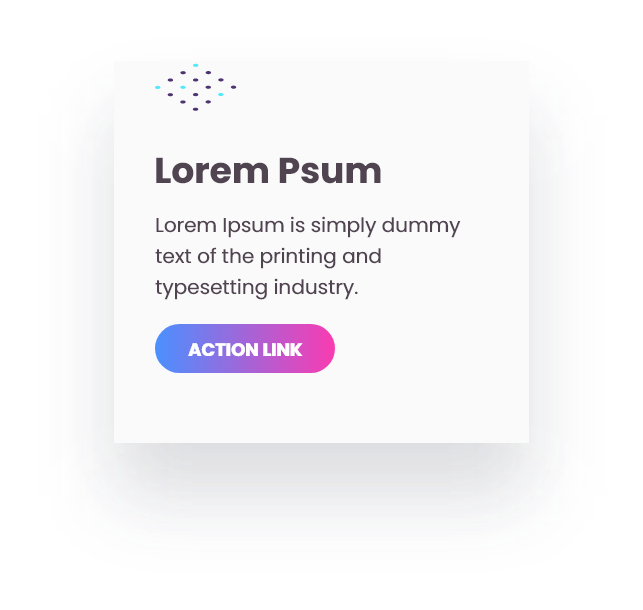 Lorem Psum
Lorem Ipsum is simply dummy
text of the printing and
typesetting industry.
ACTION LINK